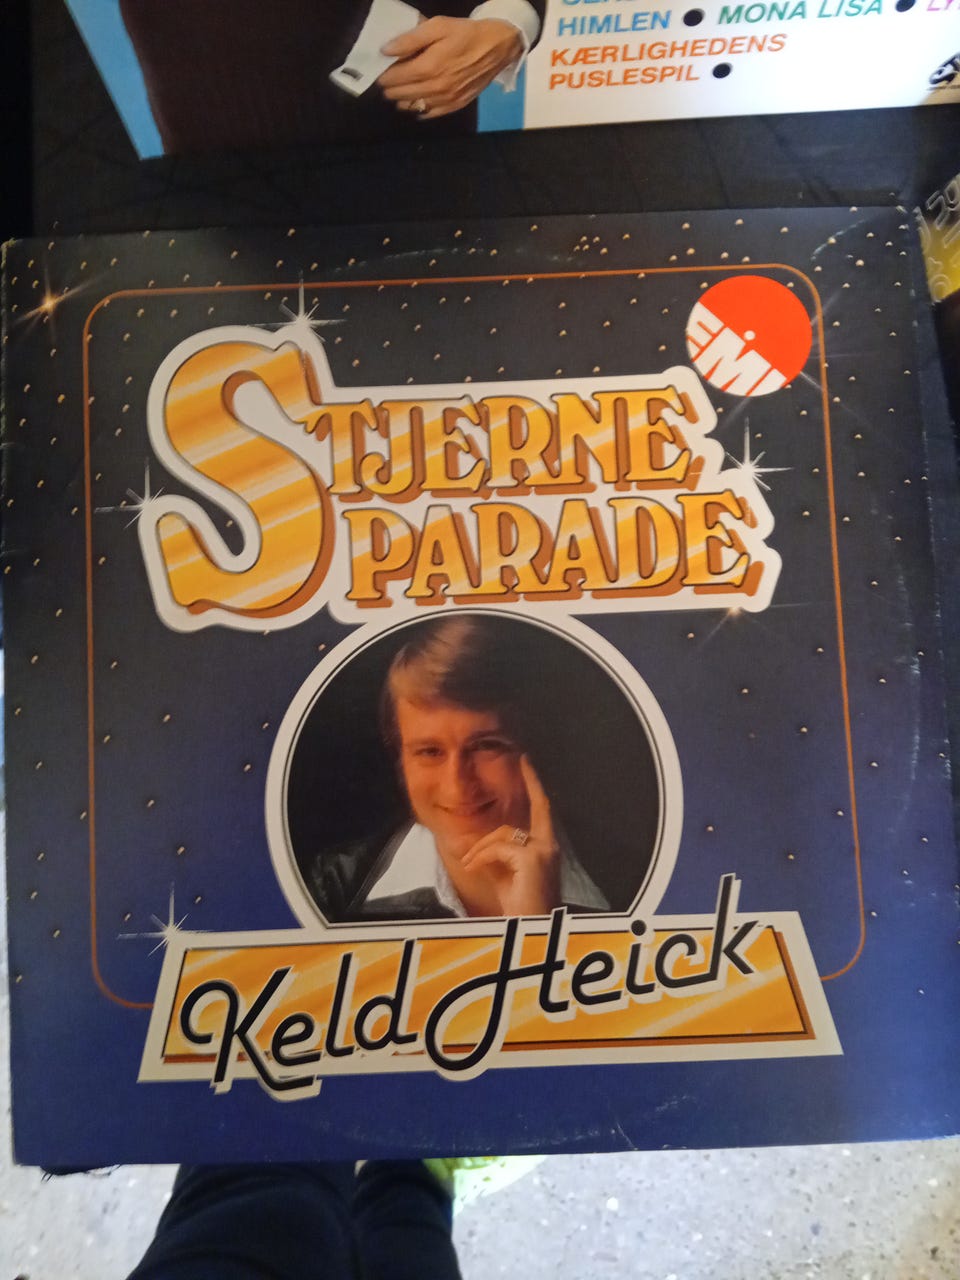 HIMLEN ● MONA LISA ●
KÆRLIGHEDENS
PUSLESPIL ●
EMI
STJERNE
PARADE
Keld Heick